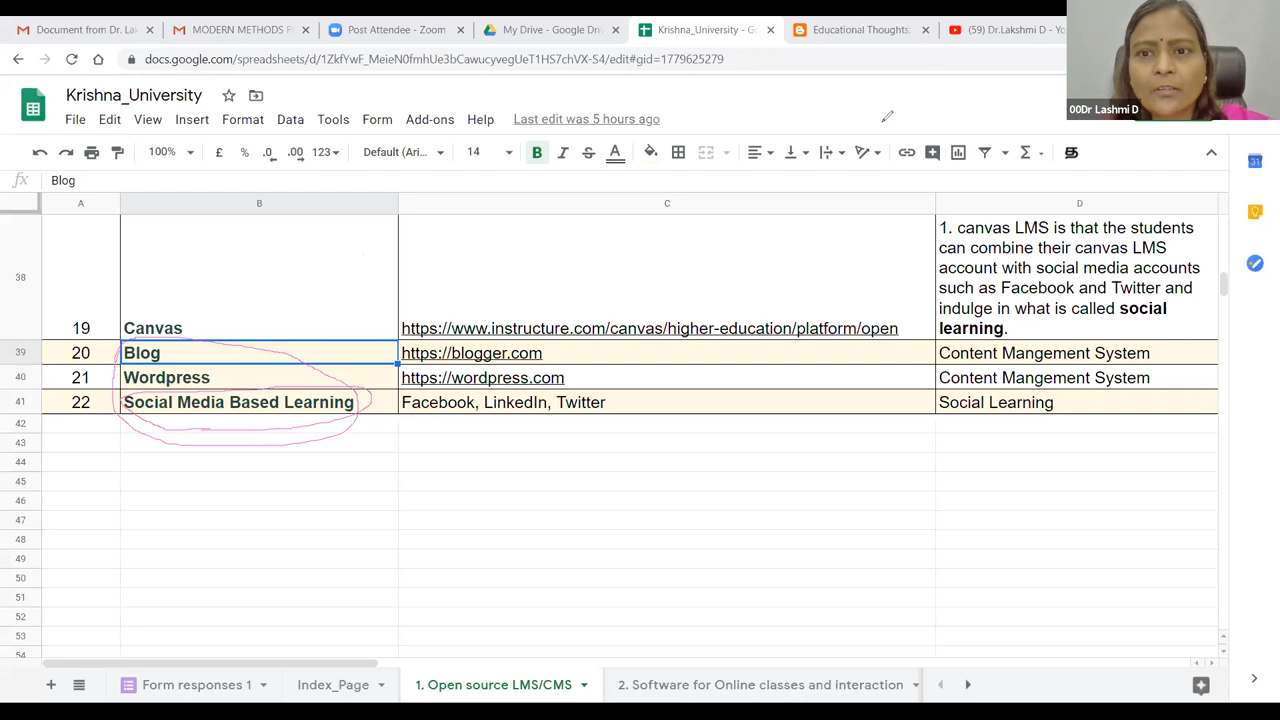 Document from Dr. Lak
MODERN METHODS F
Post Attendee - Zoom
My Drive - Google Driv
Krishna_University - G
Educational Thoughts:
(59) Dr.Lakshmi D - Yo
docs.google.com/spreadsheets/d/1ZkfYwF_MeieN0fmhUe3bCawucyvegUeT1HS7chVX-S4/edit#gid=1779625279
00Dr Lashmi D
Krishna_University
File Edit View Insert Format Data Tools Form Add-ons Help Last edit was 5 hours ago
100% £ % .0 .00 123 Default (Ari... 14 B I S A
fx Blog
A B C D
38 19 Canvas https://www.instructure.com/canvas/higher-education/platform/open
1. canvas LMS is that the students
can combine their canvas LMS
account with social media accounts
such as Facebook and Twitter and
indulge in what is called social
learning.
39 20 Blog https://blogger.com Content Mangement System
40 21 Wordpress https://wordpress.com Content Mangement System
41 22 Social Media Based Learning Facebook, LinkedIn, Twitter Social Learning
42
43
44
45
46
47
48
49
50
51
52
53
54
Form responses 1 Index_Page 1. Open source LMS/CMS 2. Software for Online classes and interaction
31